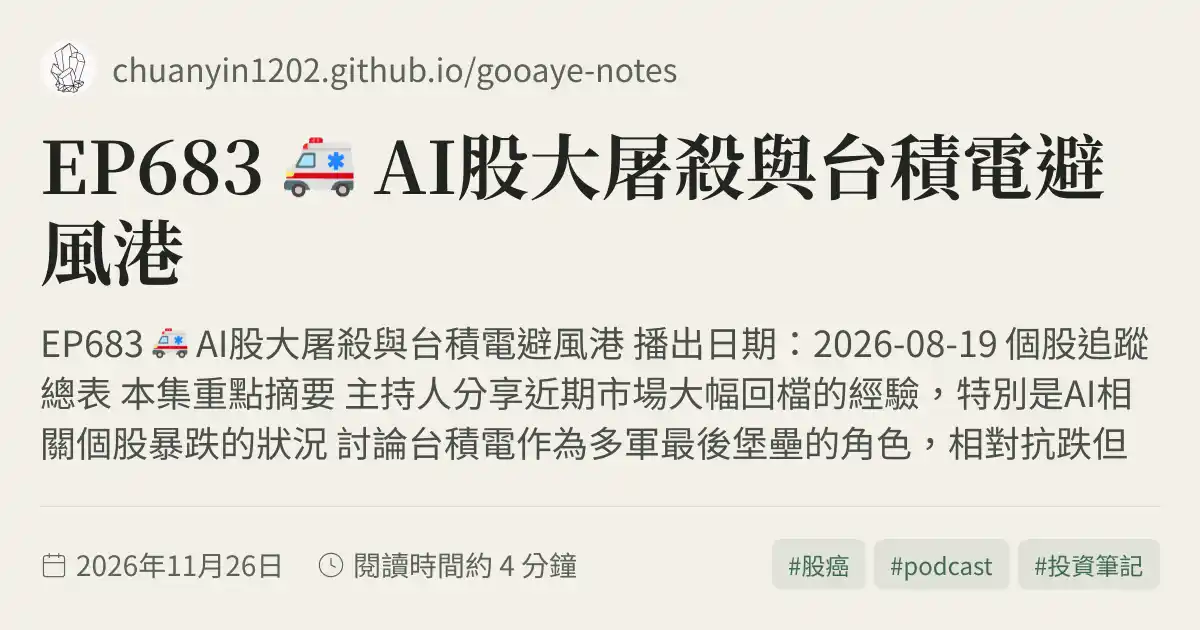 chuanyin1202.github.io/gooaye-notes
EP683 🚑 AI股大屠殺與台積電避
風港
EP683 🚑 AI股大屠殺與台積電避風港 播出日期：2026-08-19 個股追蹤
總表 本集重點摘要 主持人分享近期市場大幅回檔的經驗，特別是AI相
關個股暴跌的狀況 討論台積電作為多軍最後堡壘的角色，相對抗跌但
2026年11月26日 閱讀時間約 4 分鐘 #股癌 #podcast #投資筆記